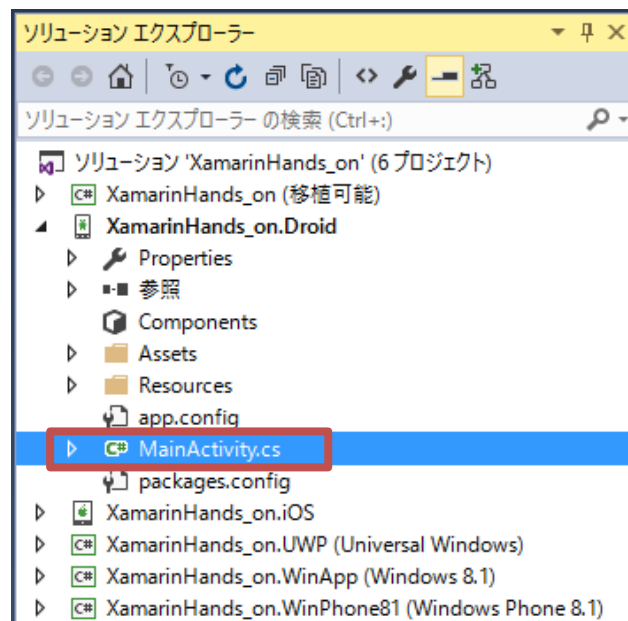 ソリューション エクスプローラー
ソリューション エクスプローラー の検索 (Ctrl+:)
ソリューション 'XamarinHands_on' (6 プロジェクト)
C# XamarinHands_on (移植可能)
XamarinHands_on.Droid
Properties
参照
Components
Assets
Resources
app.config
C# MainActivity.cs
packages.config
XamarinHands_on.iOS
C# XamarinHands_on.UWP (Universal Windows)
C# XamarinHands_on.WinApp (Windows 8.1)
C# XamarinHands_on.WinPhone81 (Windows Phone 8.1)